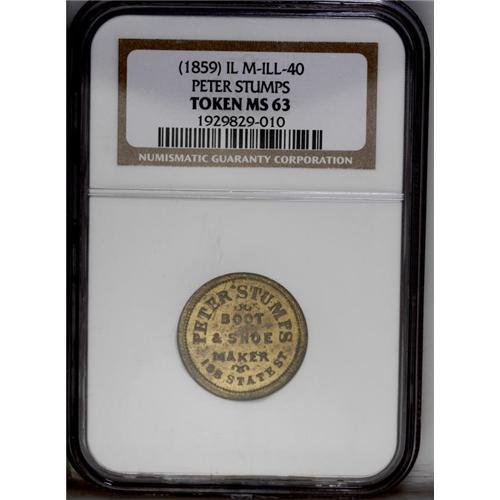 (1859) IL M-ILL-40
PETER STUMPS
TOKEN MS 63
1929829-010
NUMISMATIC GUARANTY CORPORATION
PETER STUMPS
BOOT
& SHOE
MAKER
STATE ST